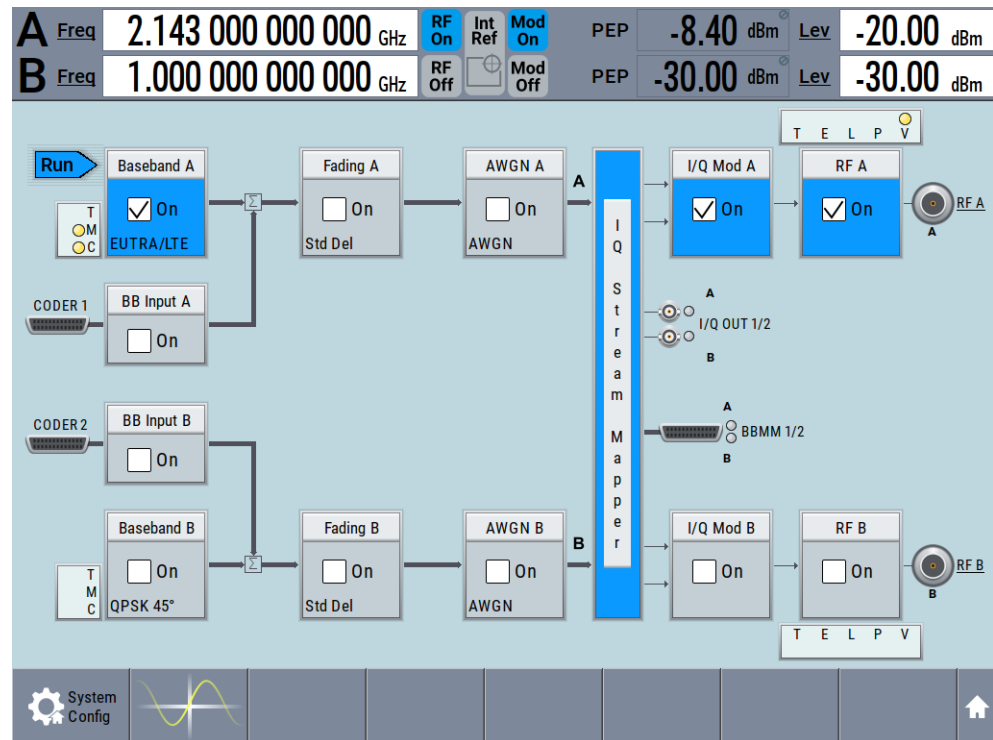 A Freq 2.143 000 000 000 GHz RF On Int Ref Mod On PEP -8.40 dBm Lev -20.00 dBm
B Freq 1.000 000 000 000 GHz RF Off Mod Off PEP -30.00 dBm Lev -30.00 dBm
T E L P V
Run
Baseband A
On
EUTRA/LTE
T
M
C
Σ
Fading A
On
Std Del
AWGN A
On
AWGN
A
I/Q Mod A
On
RF A
On
RF A
A
CODER 1
BB Input A
On
IQ Stream Mapper
A
I/Q OUT 1/2
B
A
BBMM 1/2
B
CODER 2
BB Input B
On
Baseband B
On
QPSK 45°
T
M
C
Σ
Fading B
On
Std Del
AWGN B
On
AWGN
B
I/Q Mod B
On
RF B
On
RF B
B
T E L P V
System
Config